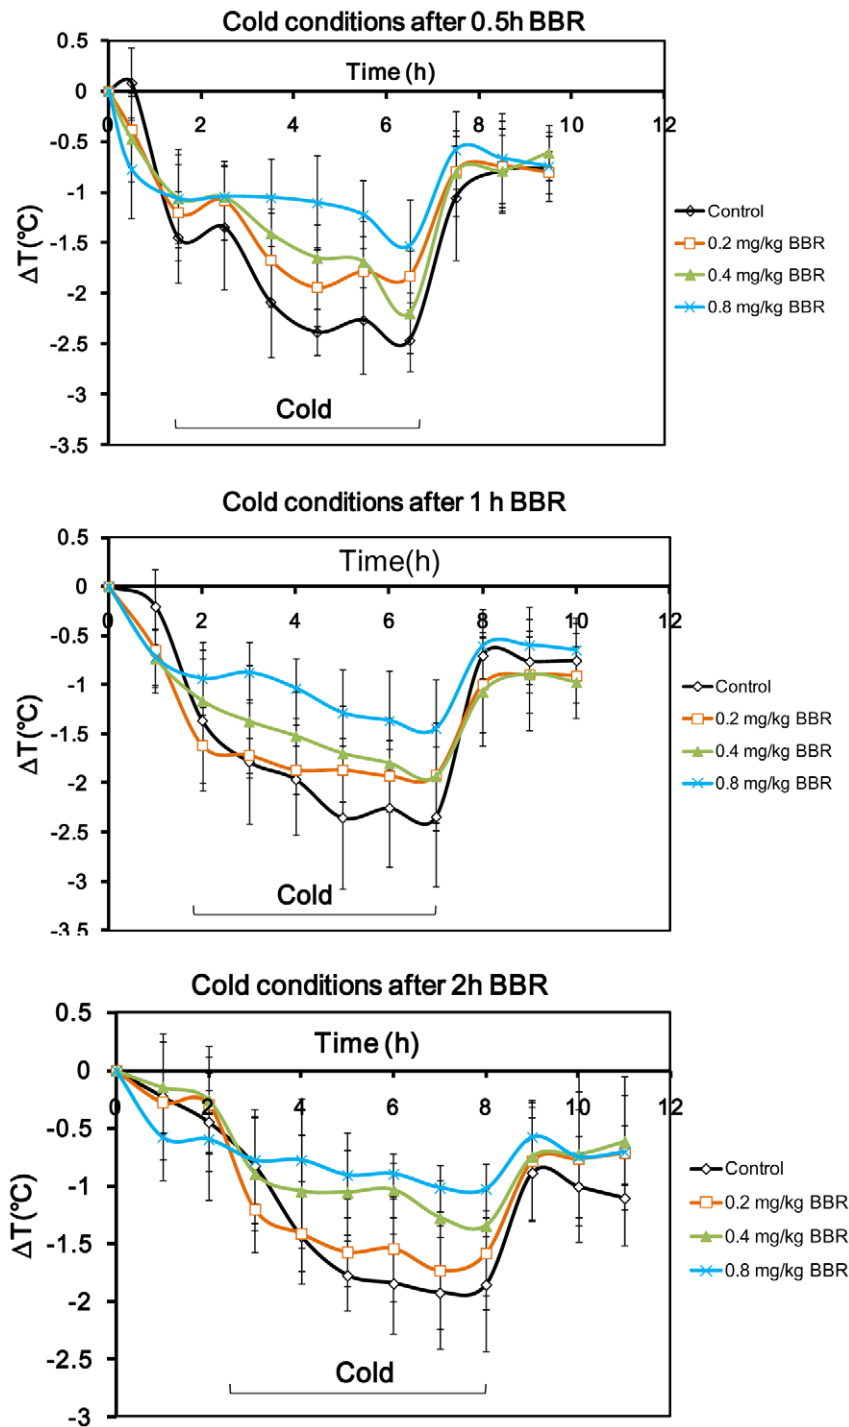 Cold conditions after 0.5h BBR
0.5
Time (h)
0
0 2 4 6 8 10 12
-0.5
-1
-1.5
-2
-2.5
-3
-3.5
ΔT(°C)
Cold
Control
0.2 mg/kg BBR
0.4 mg/kg BBR
0.8 mg/kg BBR
Cold conditions after 1 h BBR
0.5
Time(h)
0
0 2 4 6 8 10 12
-0.5
-1
-1.5
-2
-2.5
-3
-3.5
ΔT(°C)
Cold
Control
0.2 mg/kg BBR
0.4 mg/kg BBR
0.8 mg/kg BBR
Cold conditions after 2h BBR
0.5
Time (h)
0
0 2 4 6 8 10 12
-0.5
-1
-1.5
-2
-2.5
-3
ΔT(°C)
Cold
Control
0.2 mg/kg BBR
0.4 mg/kg BBR
0.8 mg/kg BBR